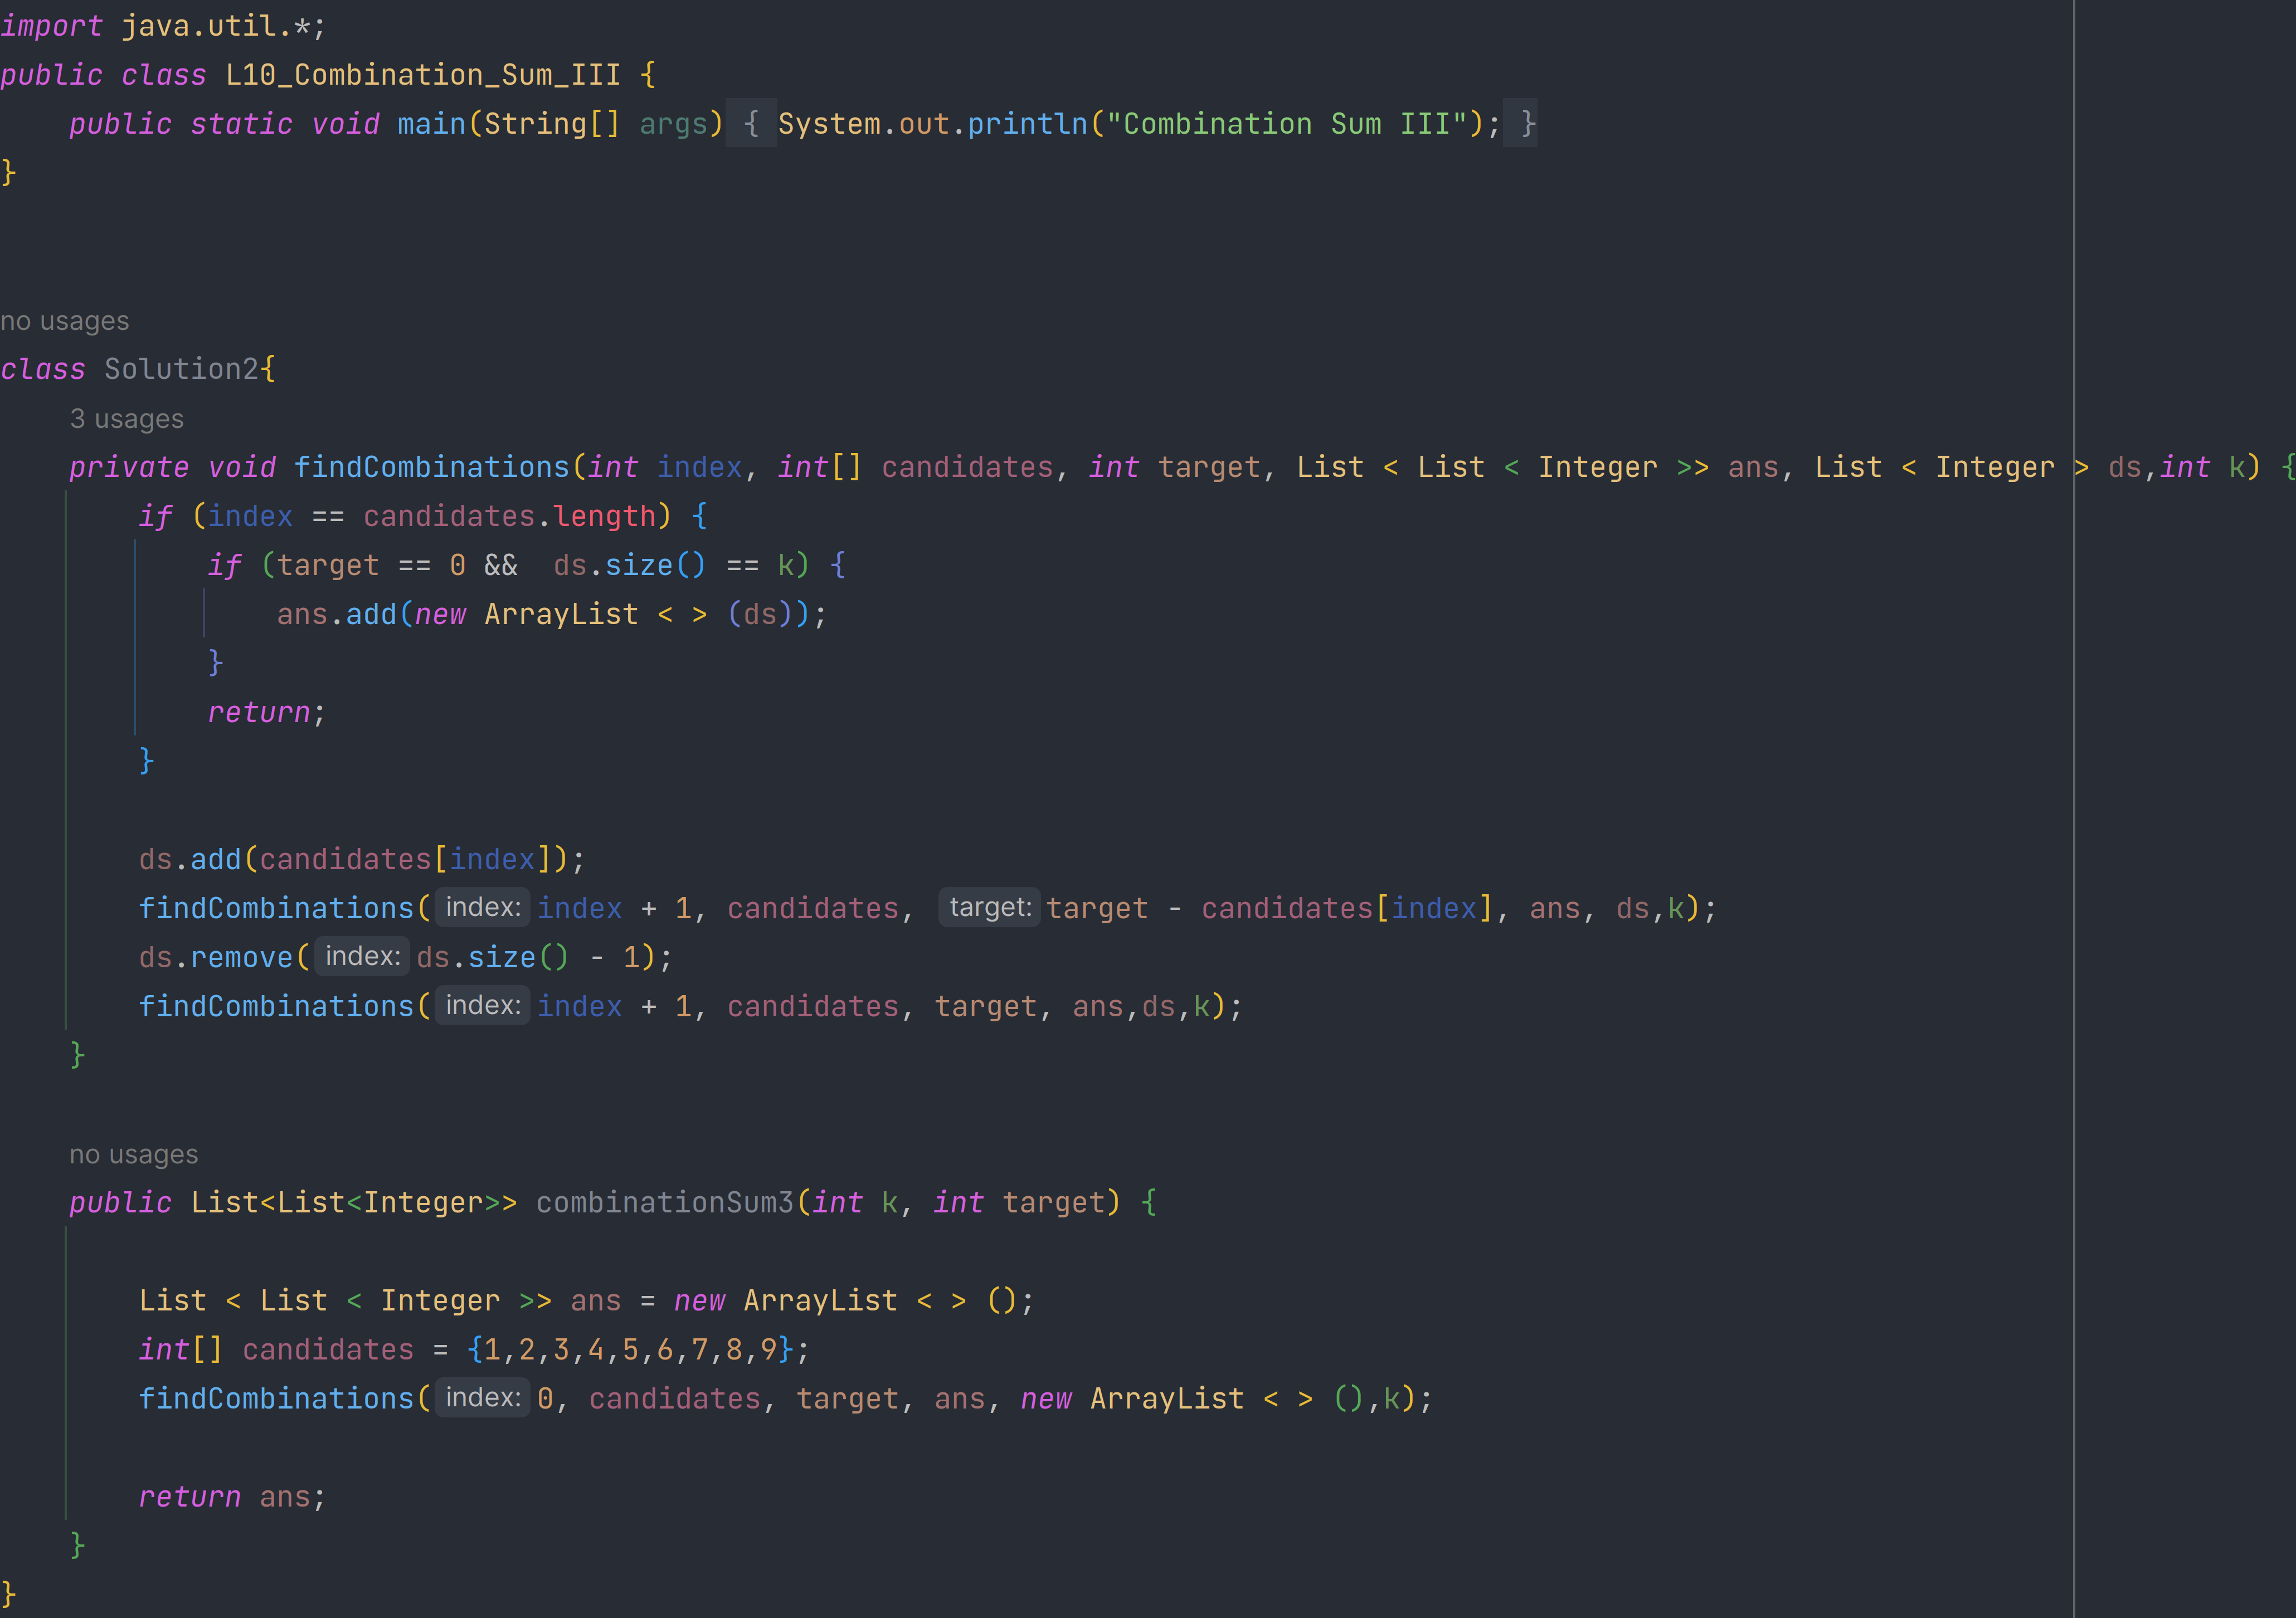 import java.util.*;
public class L10_Combination_Sum_III {
    public static void main(String[] args) { System.out.println("Combination Sum III"); }
}
no usages
class Solution2{
    3 usages
    private void findCombinations(int index, int[] candidates, int target, List < List < Integer >> ans, List < Integer > ds,int k) {
        if (index == candidates.length) {
            if (target == 0 &&  ds.size() == k) {
                ans.add(new ArrayList < > (ds));
            }
            return;
        }
        ds.add(candidates[index]);
        findCombinations( index: index + 1, candidates,  target: target - candidates[index], ans, ds,k);
        ds.remove( index: ds.size() - 1);
        findCombinations( index: index + 1, candidates, target, ans,ds,k);
    }
    no usages
    public List<List<Integer>> combinationSum3(int k, int target) {
        List < List < Integer >> ans = new ArrayList < > ();
        int[] candidates = {1,2,3,4,5,6,7,8,9};
        findCombinations( index: 0, candidates, target, ans, new ArrayList < > (),k);
        return ans;
    }
}